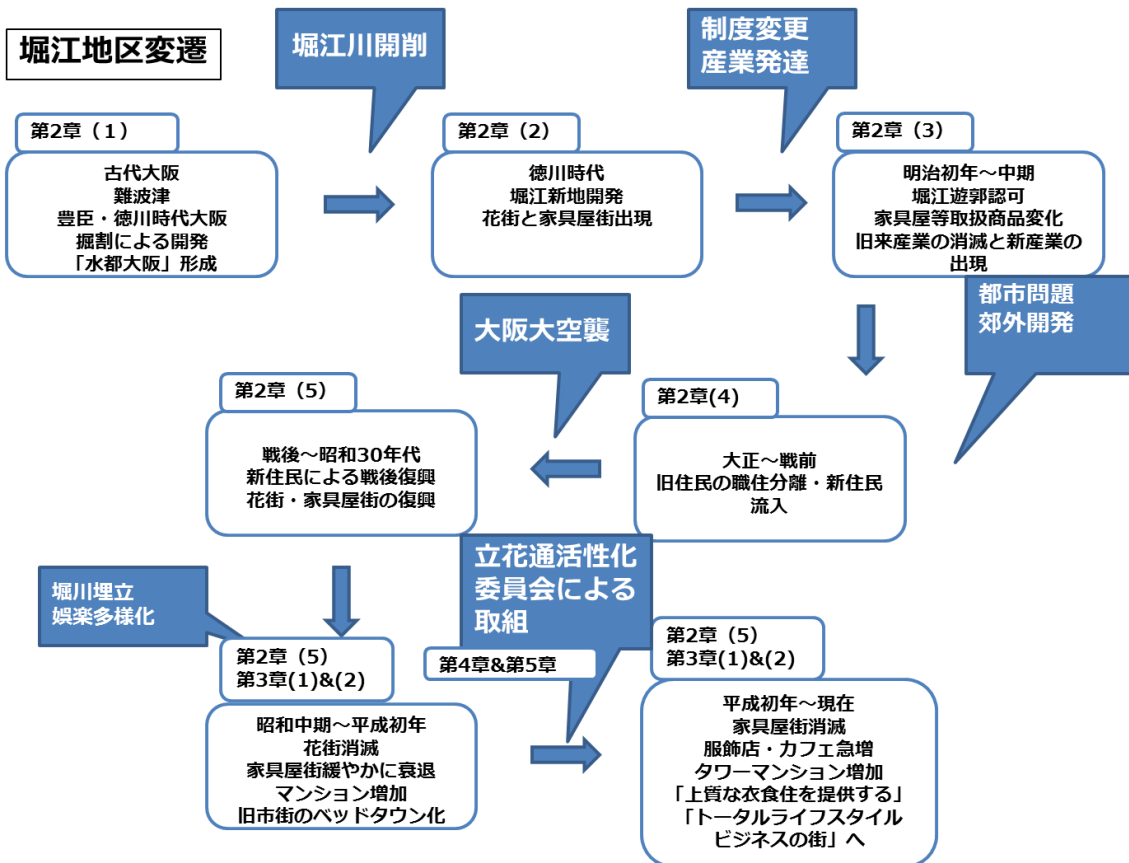 堀江地区変遷
堀江川開削
制度変更
産業発達
第2章（1）
古代大阪
難波津
豊臣・徳川時代大阪
掘割による開発
「水都大阪」形成
第2章（2）
徳川時代
堀江新地開発
花街と家具屋街出現
第2章（3）
明治初年～中期
堀江遊郭認可
家具屋等取扱商品変化
旧来産業の消滅と新産業の
出現
都市問題
郊外開発
第2章(4)
大正～戦前
旧住民の職住分離・新住民
流入
大阪大空襲
第2章（5）
戦後～昭和30年代
新住民による戦後復興
花街・家具屋街の復興
堀川埋立
娯楽多様化
第2章（5）
第3章(1)&(2)
昭和中期～平成初年
花街消滅
家具屋街緩やかに衰退
マンション増加
旧市街のベッドタウン化
立花通活性化
委員会による
取組
第4章&第5章
第2章（5）
第3章(1)&(2)
平成初年～現在
家具屋街消滅
服飾店・カフェ急増
タワーマンション増加
「上質な衣食住を提供する」
「トータルライフスタイル
ビジネスの街」へ